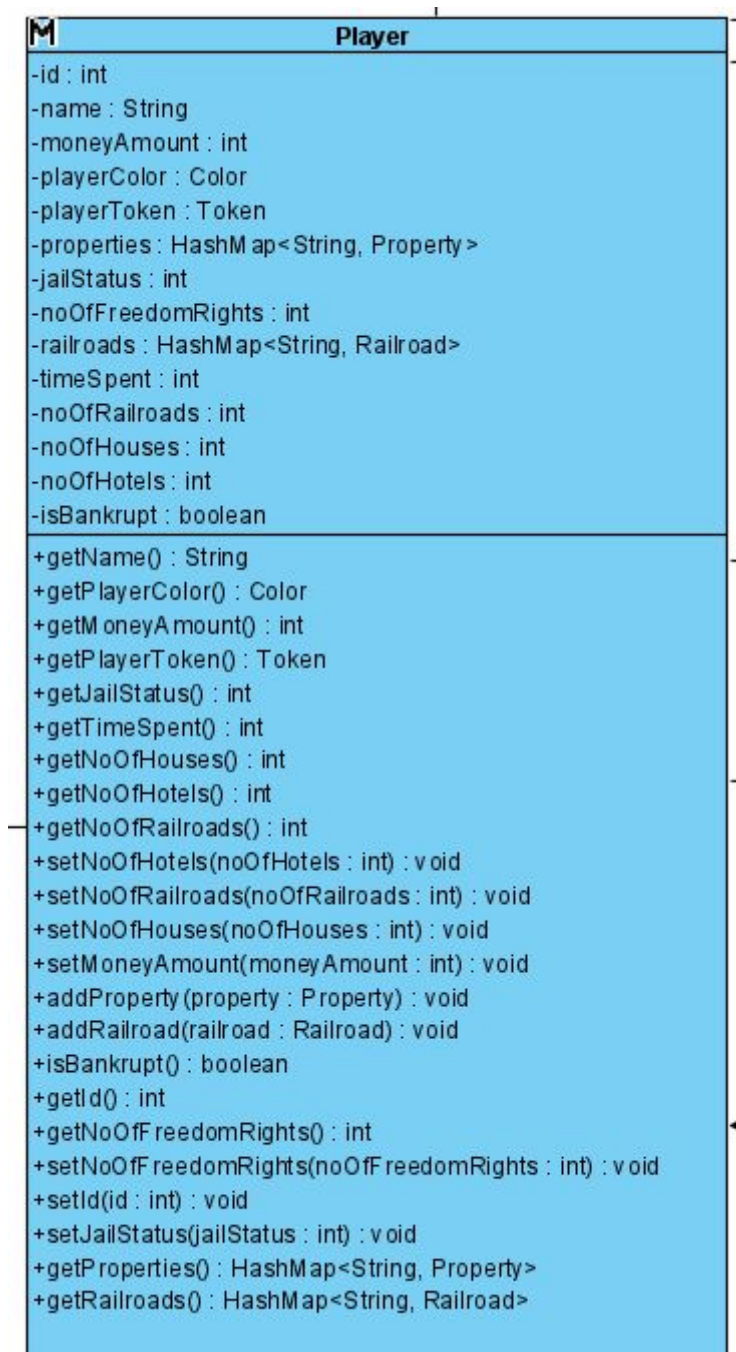 M
Player
-id : int
-name : String
-moneyAmount : int
-playerColor : Color
-playerToken : Token
-properties : HashMap<String, Property>
-jailStatus : int
-noOfFreedomRights : int
-railroads : HashMap<String, Railroad>
-timeSpent : int
-noOfRailroads : int
-noOfHouses : int
-noOfHotels : int
-isBankrupt : boolean
+getName() : String
+getPlayerColor() : Color
+getMoneyAmount() : int
+getPlayerToken() : Token
+getJailStatus() : int
+getTimeSpent() : int
+getNoOfHouses() : int
+getNoOfHotels() : int
+getNoOfRailroads() : int
+setNoOfHotels(noOfHotels : int) : void
+setNoOfRailroads(noOfRailroads : int) : void
+setNoOfHouses(noOfHouses : int) : void
+setMoneyAmount(moneyAmount : int) : void
+addProperty(property : Property) : void
+addRailroad(railroad : Railroad) : void
+isBankrupt() : boolean
+getId() : int
+getNoOfFreedomRights() : int
+setNoOfFreedomRights(noOfFreedomRights : int) : void
+setId(id : int) : void
+setJailStatus(jailStatus : int) : void
+getProperties() : HashMap<String, Property>
+getRailroads() : HashMap<String, Railroad>